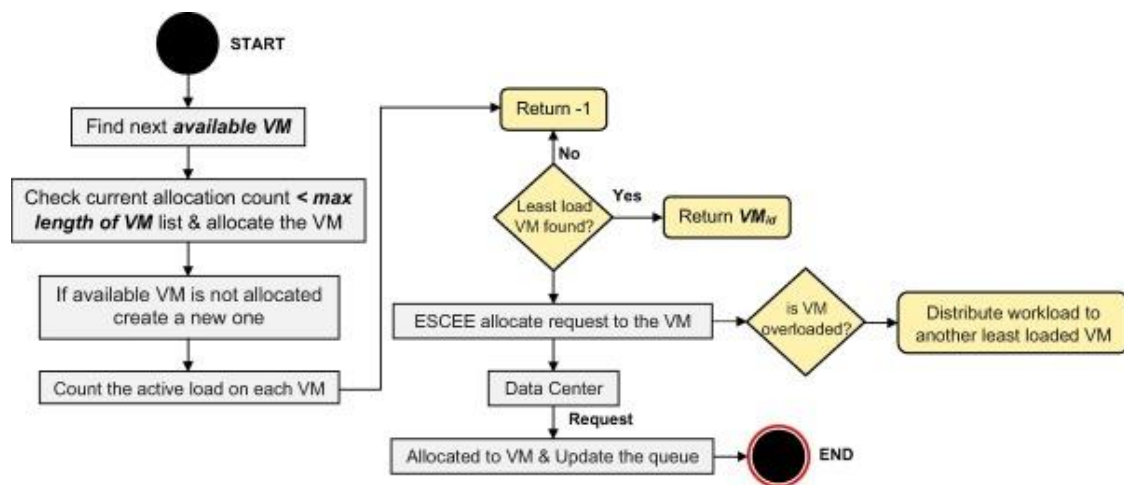 START
Find next available VM
Check current allocation count < max
length of VM list & allocate the VM
If available VM is not allocated
create a new one
Count the active load on each VM
Return -1
No
Least load
VM found?
Yes
Return VMid
ESCEE allocate request to the VM
is VM
overloaded?
Distribute workload to
another least loaded VM
Data Center
Request
Allocated to VM & Update the queue
END